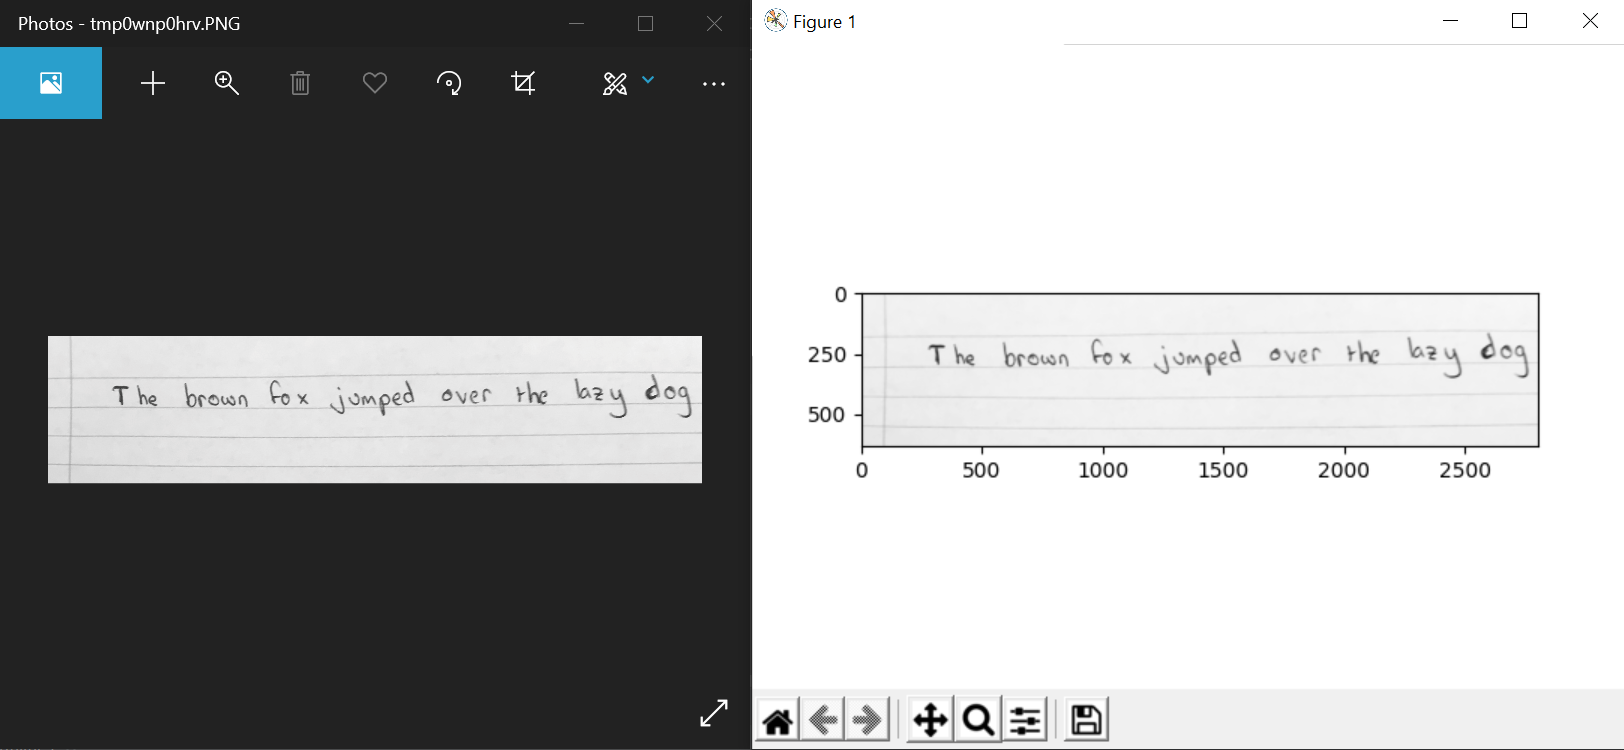 Photos - tmp0wnp0hrv.PNG
The brown fox jumped over the lazy dog
Figure 1
0
250
500
The brown fox jumped over the lazy dog
0 500 1000 1500 2000 2500